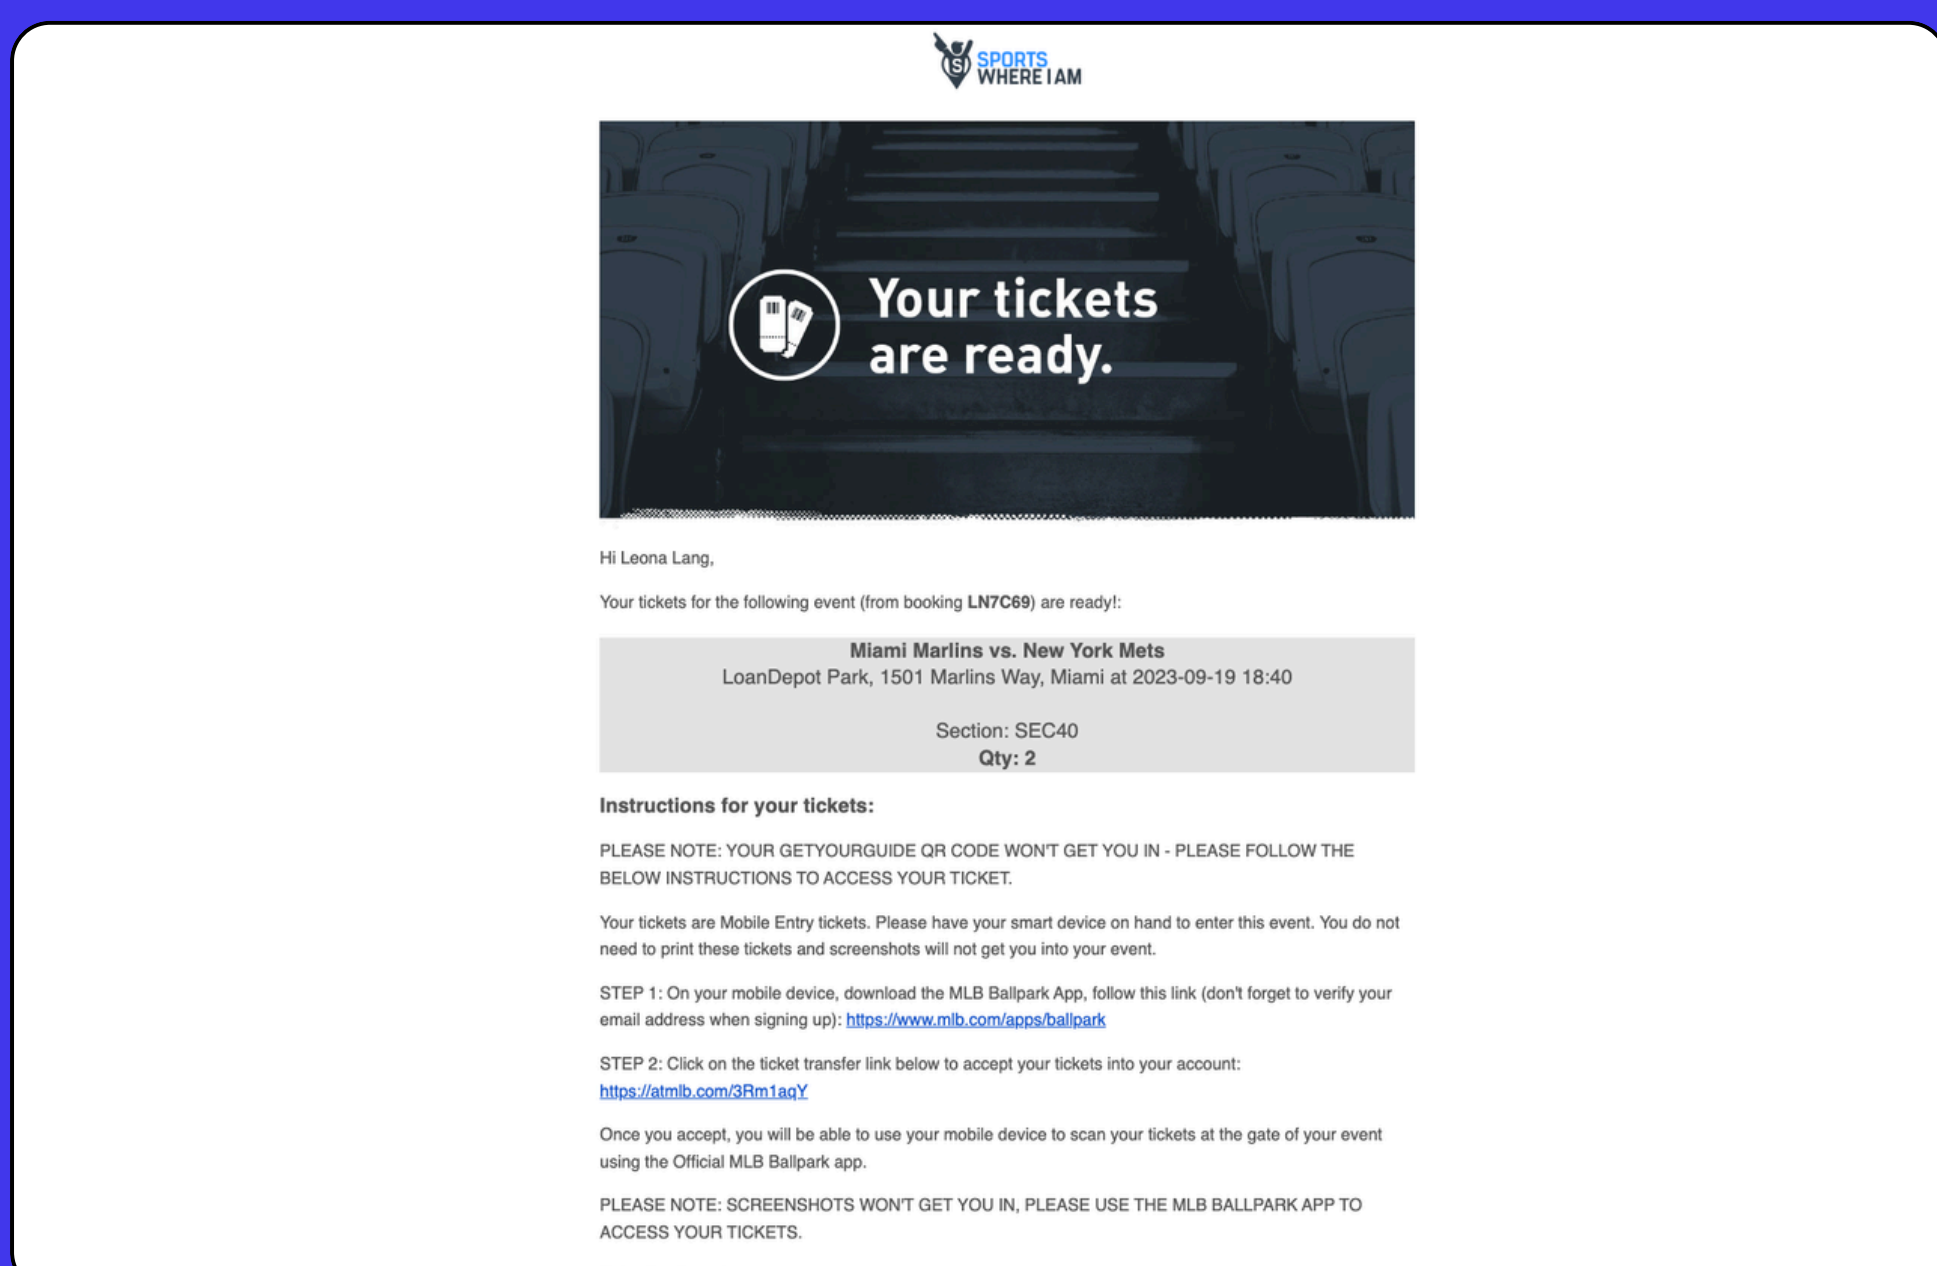 SPORTS
WHERE I AM
Your tickets
are ready.
Hi Leona Lang,
Your tickets for the following event (from booking LN7C69) are ready!:
Miami Marlins vs. New York Mets
LoanDepot Park, 1501 Marlins Way, Miami at 2023-09-19 18:40
Section: SEC40
Qty: 2
Instructions for your tickets:
PLEASE NOTE: YOUR GETYOURGUIDE QR CODE WON'T GET YOU IN - PLEASE FOLLOW THE
BELOW INSTRUCTIONS TO ACCESS YOUR TICKET.
Your tickets are Mobile Entry tickets. Please have your smart device on hand to enter this event. You do not
need to print these tickets and screenshots will not get you into your event.
STEP 1: On your mobile device, download the MLB Ballpark App, follow this link (don't forget to verify your
email address when signing up): https://www.mlb.com/apps/ballpark
STEP 2: Click on the ticket transfer link below to accept your tickets into your account:
https://atmlb.com/3Rm1aqY
Once you accept, you will be able to use your mobile device to scan your tickets at the gate of your event
using the Official MLB Ballpark app.
PLEASE NOTE: SCREENSHOTS WON'T GET YOU IN, PLEASE USE THE MLB BALLPARK APP TO
ACCESS YOUR TICKETS.